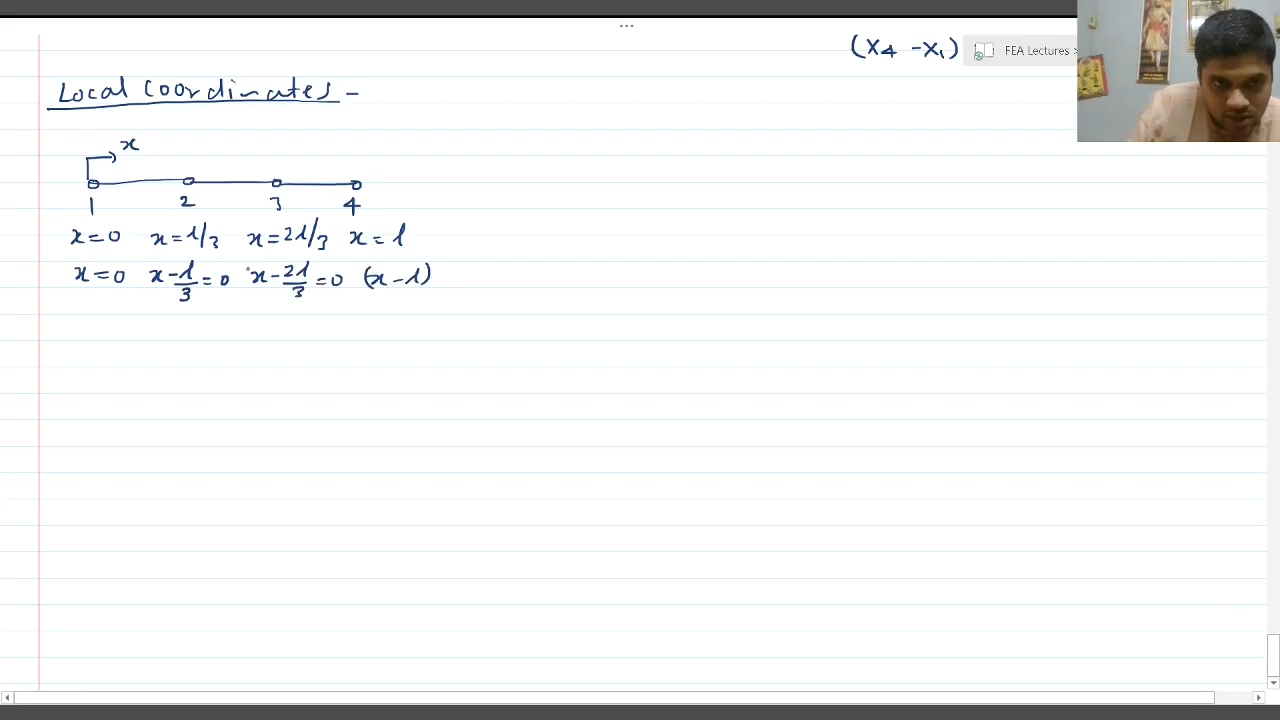 (X₄ -X₁)
FEA Lectures >
Local Coordinates -
x
1 2 3 4
x=0 x=l/3 x=2l/3 x=l
x=0 x-l/3=0 x-2l/3=0 (x-l)